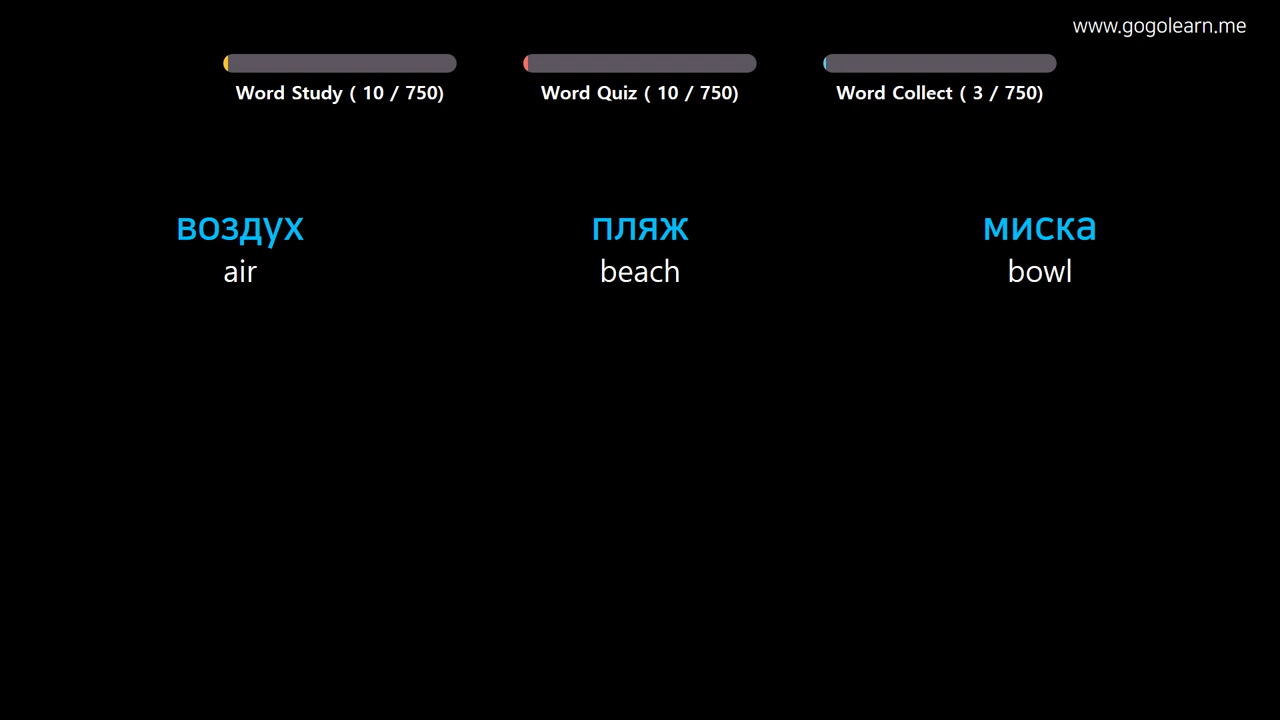 www.gogolearn.me
Word Study ( 10 / 750)
Word Quiz ( 10 / 750)
Word Collect ( 3 / 750)
воздух
air
пляж
beach
миска
bowl